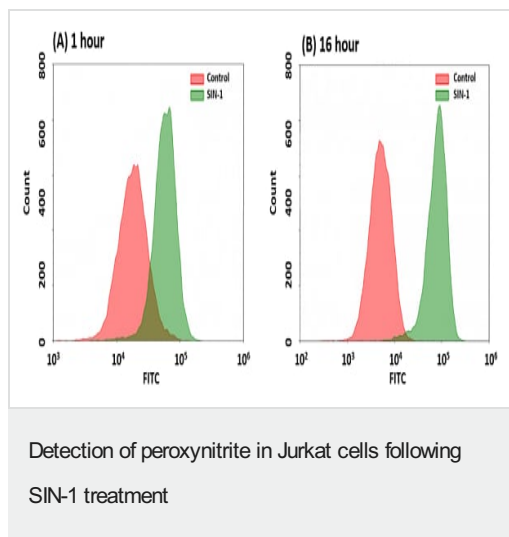 (A) 1 hour
800
600
400
200
0
Count
Control
SIN-1
10³ 10⁴ 10⁵ 10⁶
FITC
(B) 16 hour
800
600
400
200
0
Count
Control
SIN-1
10² 10³ 10⁴ 10⁵ 10⁶
FITC
Detection of peroxynitrite in Jurkat cells following
SIN-1 treatment